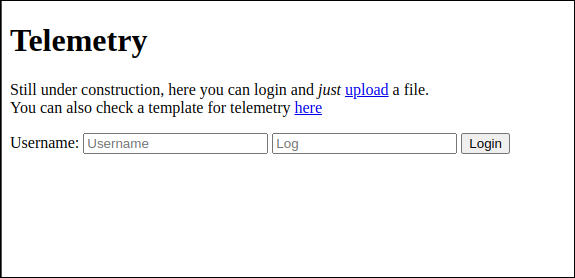 Telemetry
Still under construction, here you can login and just upload a file.
You can also check a template for telemetry here
Username: Username Log Login